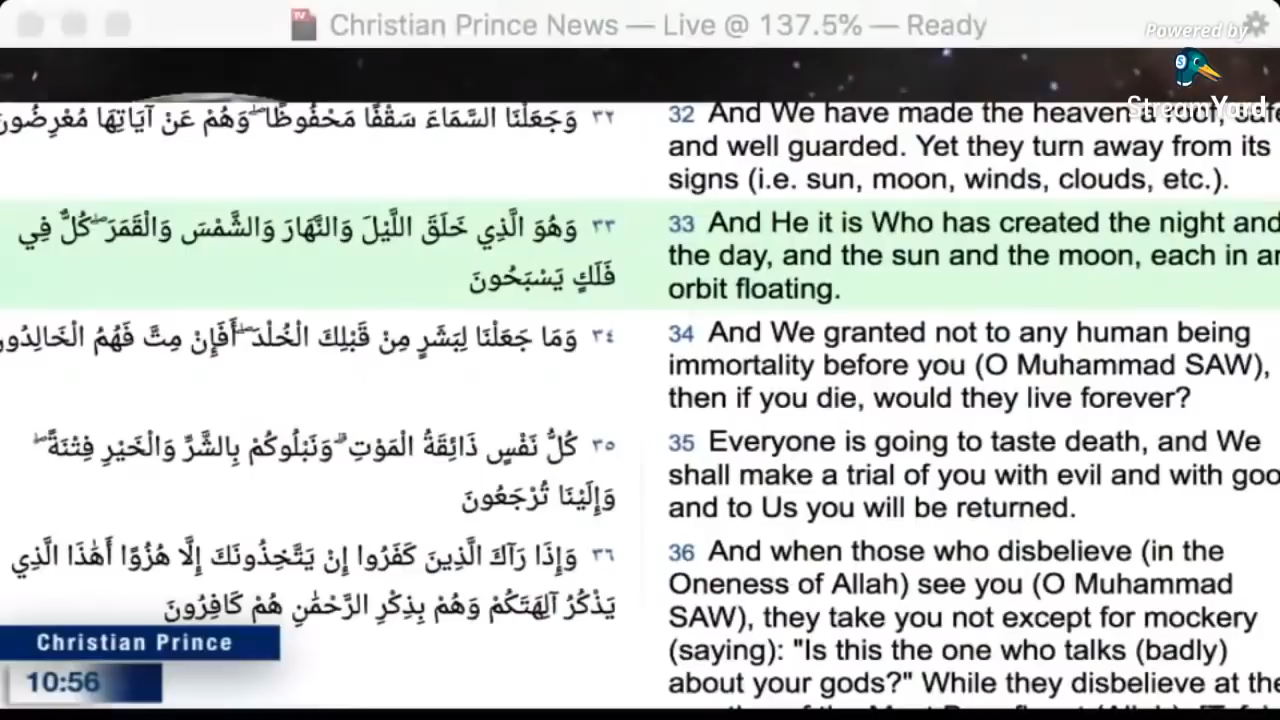 Christian Prince News — Live @ 137.5% — Ready
Powered by
StreamYard
٣٢ وَجَعَلْنَا السَّمَاءَ سَقْفًا مَحْفُوظًا ۖ وَهُمْ عَنْ آيَاتِهَا مُعْرِضُون
٣٣ وَهُوَ الَّذِي خَلَقَ اللَّيْلَ وَالنَّهَارَ وَالشَّمْسَ وَالْقَمَرَ ۖ كُلٌّ فِي
فَلَكٍ يَسْبَحُونَ
٣٤ وَمَا جَعَلْنَا لِبَشَرٍ مِنْ قَبْلِكَ الْخُلْدَ ۖ أَفَإِنْ مِتَّ فَهُمُ الْخَالِدُون
٣٥ كُلُّ نَفْسٍ ذَائِقَةُ الْمَوْتِ ۗ وَنَبْلُوكُمْ بِالشَّرِّ وَالْخَيْرِ فِتْنَةً ۖ
وَإِلَيْنَا تُرْجَعُونَ
٣٦ وَإِذَا رَآكَ الَّذِينَ كَفَرُوا إِنْ يَتَّخِذُونَكَ إِلَّا هُزُوًا أَهَٰذَا الَّذِي
يَذْكُرُ آلِهَتَكُمْ وَهُمْ بِذِكْرِ الرَّحْمَٰنِ هُمْ كَافِرُونَ
32 And We have made the heaven a roof, safe
and well guarded. Yet they turn away from its
signs (i.e. sun, moon, winds, clouds, etc.).
33 And He it is Who has created the night and
the day, and the sun and the moon, each in an
orbit floating.
34 And We granted not to any human being
immortality before you (O Muhammad SAW),
then if you die, would they live forever?
35 Everyone is going to taste death, and We
shall make a trial of you with evil and with goo
and to Us you will be returned.
36 And when those who disbelieve (in the
Oneness of Allah) see you (O Muhammad
SAW), they take you not except for mockery
(saying): "Is this the one who talks (badly)
about your gods?" While they disbelieve at the
Christian Prince
10:56